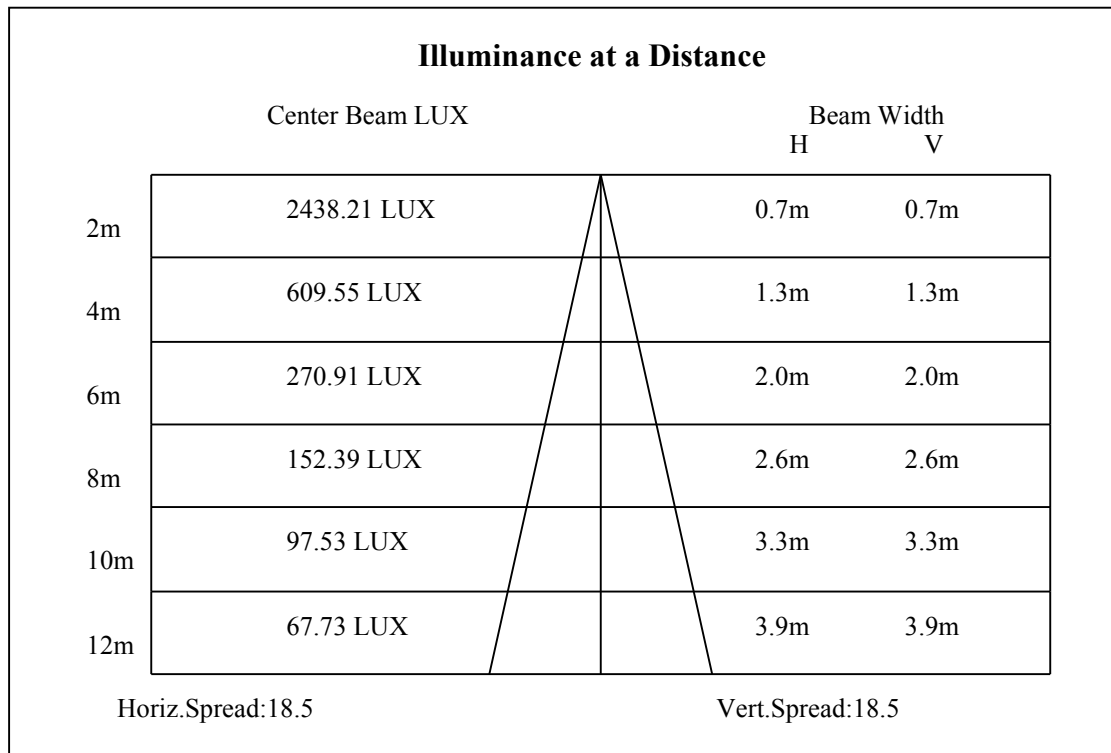 Illuminance at a Distance
Center Beam LUX Beam Width
H V
2m 2438.21 LUX 0.7m 0.7m
4m 609.55 LUX 1.3m 1.3m
6m 270.91 LUX 2.0m 2.0m
8m 152.39 LUX 2.6m 2.6m
10m 97.53 LUX 3.3m 3.3m
12m 67.73 LUX 3.9m 3.9m
Horiz.Spread:18.5 Vert.Spread:18.5